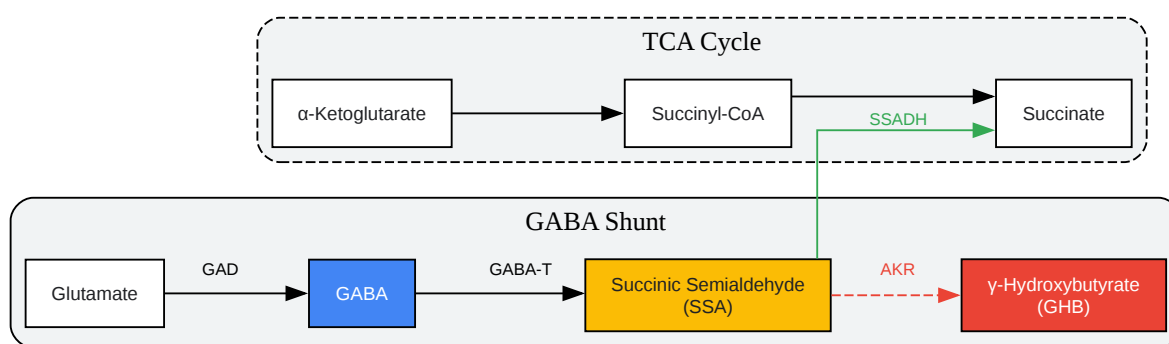 TCA Cycle
α-Ketoglutarate
Succinyl-CoA
Succinate
SSADH
GABA Shunt
Glutamate
GAD
GABA
GABA-T
Succinic Semialdehyde
(SSA)
AKR
γ-Hydroxybutyrate
(GHB)